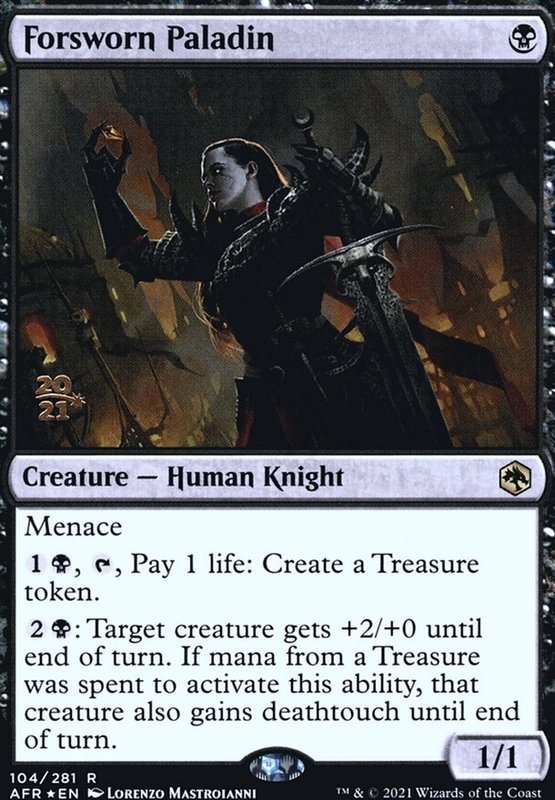 Forsworn Paladin
20
21
Creature — Human Knight
Menace
1, , Pay 1 life: Create a Treasure
token.
2: Target creature gets +2/+0 until
end of turn. If mana from a Treasure
was spent to activate this ability, that
creature also gains deathtouch until end
of turn.
1/1
104/281 R
AFR★EN Lorenzo Mastroianni
™ & © 2021 Wizards of the Coast